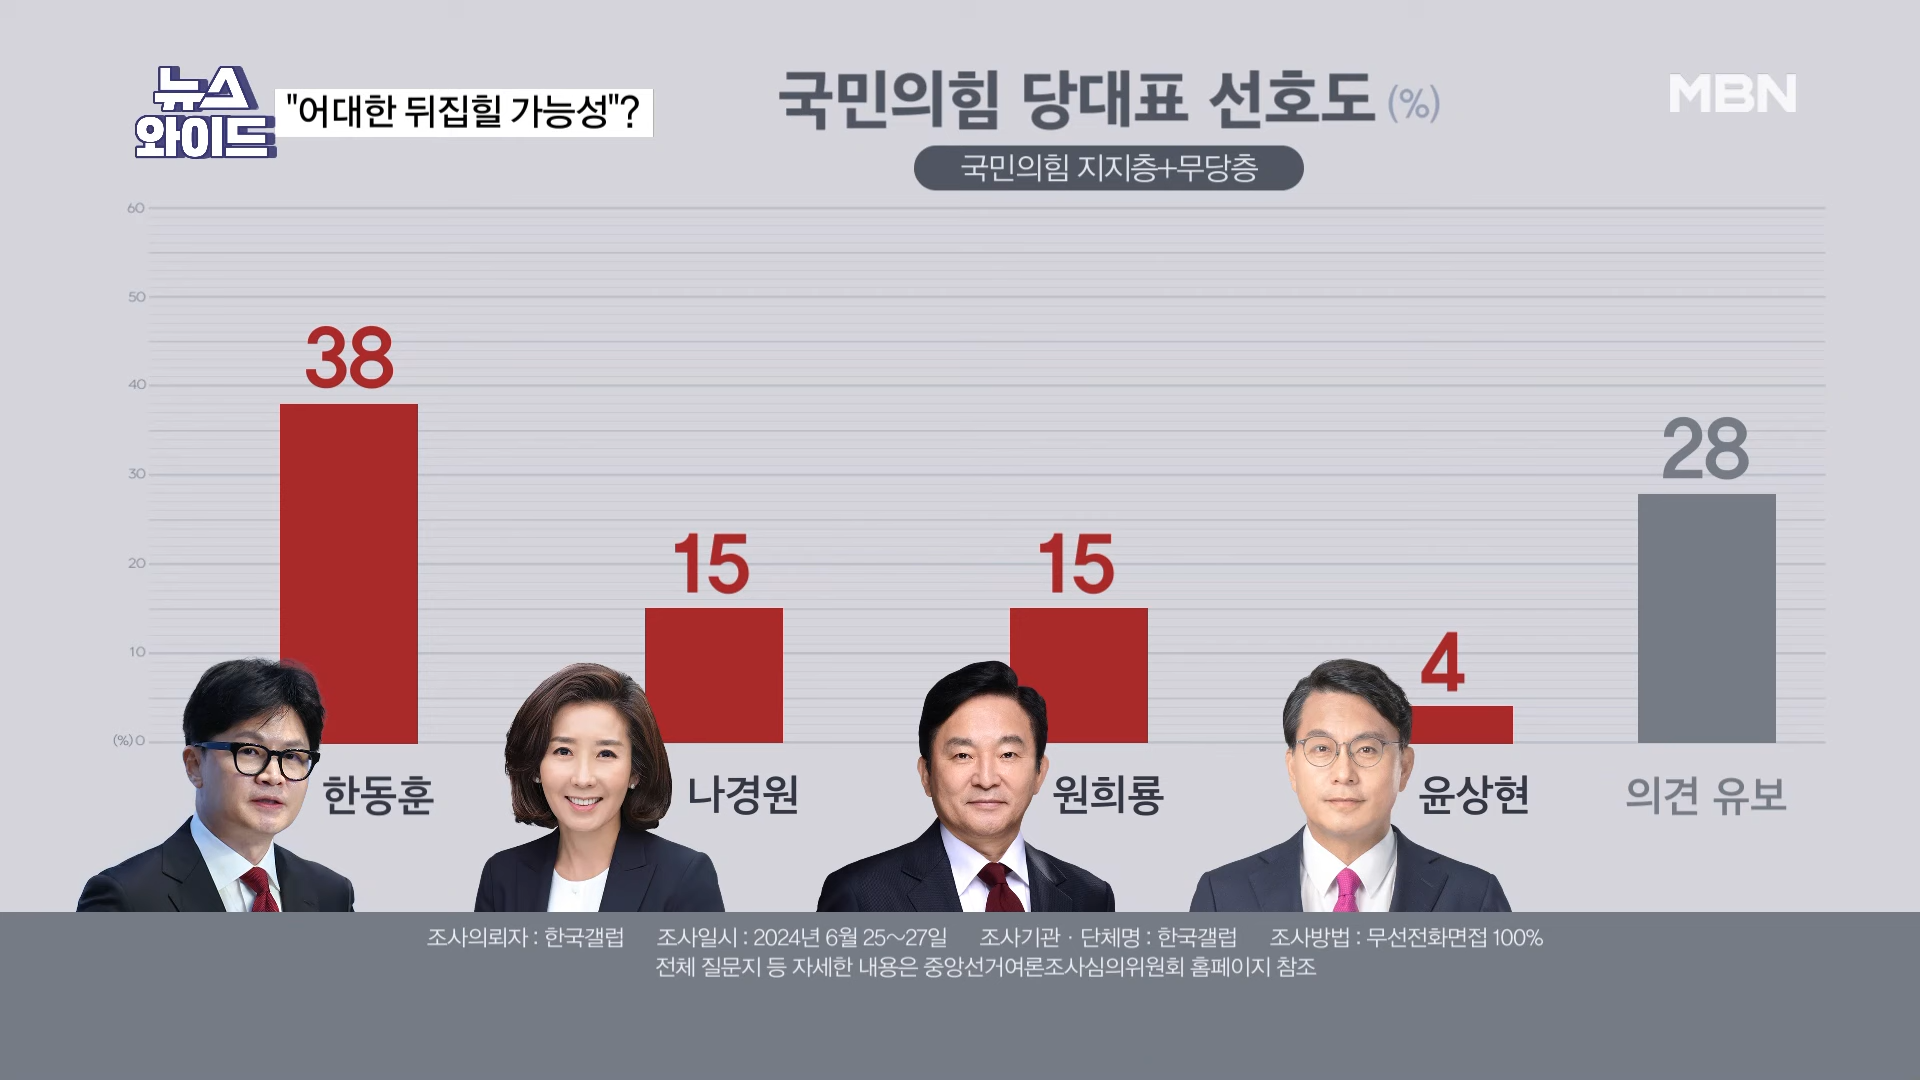 뉴스
와이드
"어대한 뒤집힐 가능성"?
국민의힘 당대표 선호도 (%)
MBN
국민의힘 지지층+무당층
60
50
40
30
20
10
(%) 0
38
15
15
4
28
한동훈
나경원
원희룡
윤상현
의견 유보
조사의뢰자 : 한국갤럽 조사일시 : 2024년 6월 25~27일 조사기관 · 단체명 : 한국갤럽 조사방법 : 무선전화면접 100%
전체 질문지 등 자세한 내용은 중앙선거여론조사심의위원회 홈페이지 참조